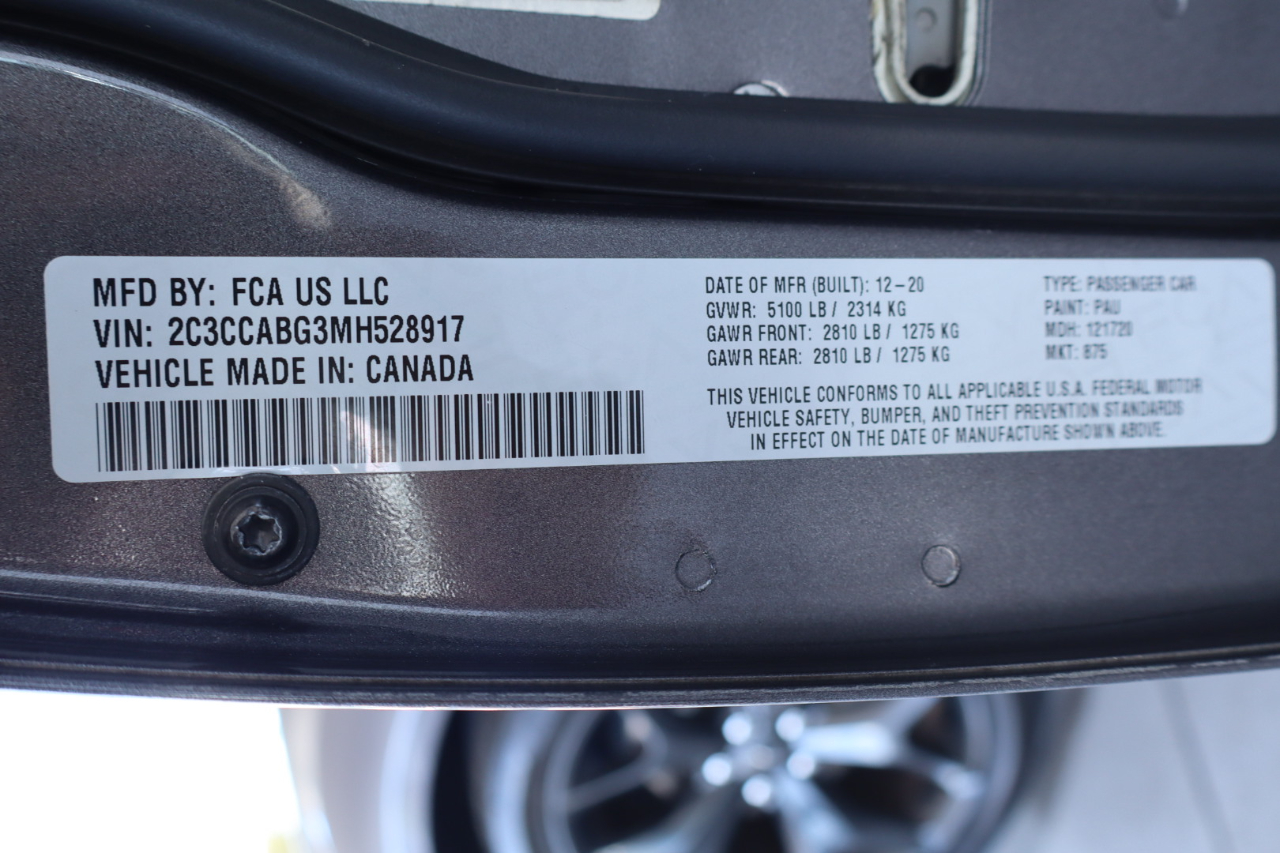 MFD BY: FCA US LLC
VIN: 2C3CCABG3MH528917
VEHICLE MADE IN: CANADA
DATE OF MFR (BUILT): 12-20
GVWR: 5100 LB / 2314 KG
GAWR FRONT: 2810 LB / 1275 KG
GAWR REAR: 2810 LB / 1275 KG
TYPE: PASSENGER CAR
PAINT: PAU
MDH: 121720
MKT: 875
THIS VEHICLE CONFORMS TO ALL APPLICABLE U.S.A. FEDERAL MOTOR
VEHICLE SAFETY, BUMPER, AND THEFT PREVENTION STANDARDS
IN EFFECT ON THE DATE OF MANUFACTURE SHOWN ABOVE.